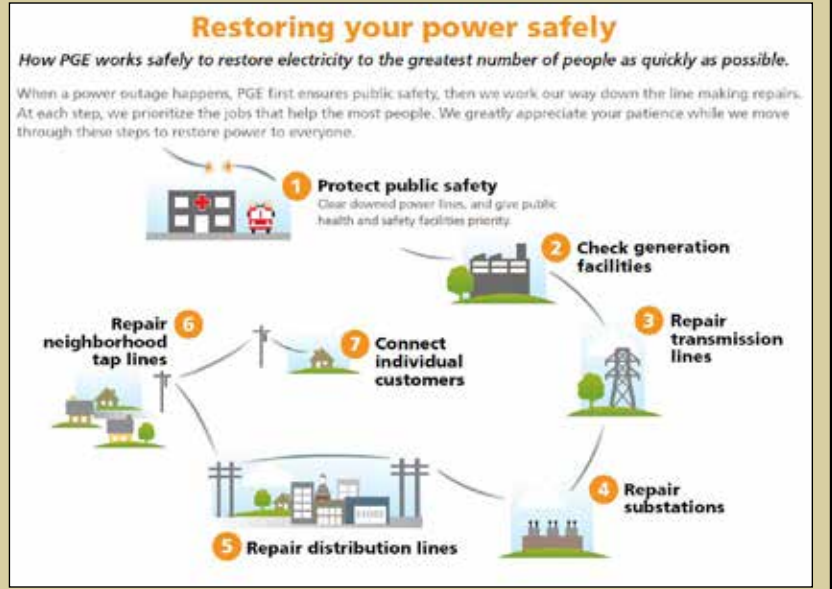 Restoring your power safely
How PGE works safely to restore electricity to the greatest number of people as quickly as possible.
When a power outage happens, PGE first ensures public safety, then we work our way down the line making repairs.
At each step, we prioritize the jobs that help the most people. We greatly appreciate your patience while we move
through these steps to restore power to everyone.
1 Protect public safety
Clear downed power lines, and give public
health and safety facilities priority.
2 Check generation
facilities
3 Repair
transmission
lines
4 Repair
substations
5 Repair distribution lines
6 Repair
neighborhood
tap lines
7 Connect
individual
customers